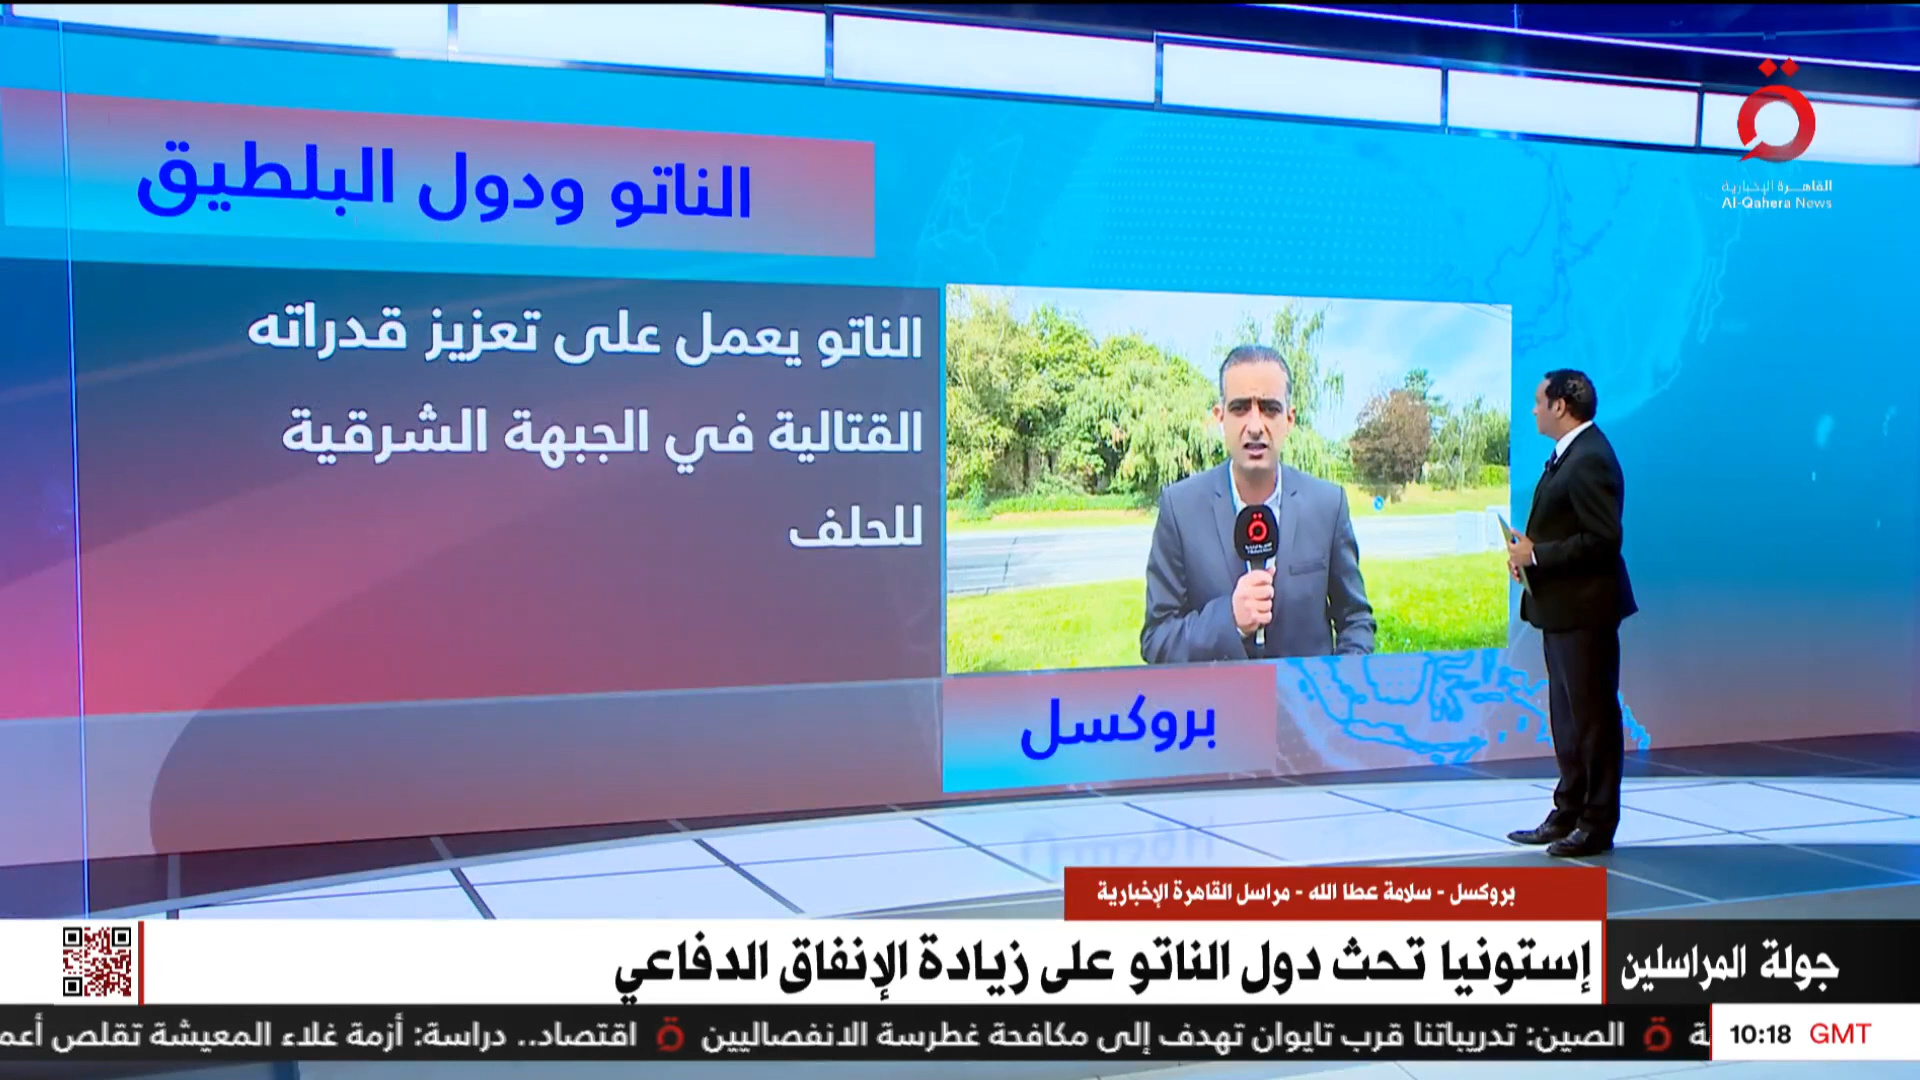 القاهرة الإخبارية
Al-Qahera News
الناتو ودول البلطيق
الناتو يعمل على تعزيز قدراته
القتالية في الجبهة الشرقية
للحلف
بروكسل
بروكسل - سلامة عطا الله - مراسل القاهرة الإخبارية
جولة المراسلين
إستونيا تحث دول الناتو على زيادة الإنفاق الدفاعي
الصين: تدريباتنا قرب تايوان تهدف إلى مكافحة غطرسة الانفصاليين
اقتصاد.. دراسة: أزمة غلاء المعيشة تقلص
10:18 GMT